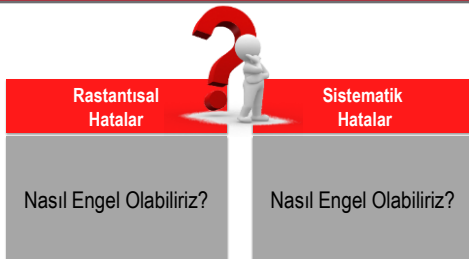 Rastantısal
Hatalar
Sistematik
Hatalar
Nasıl Engel Olabiliriz?
Nasıl Engel Olabiliriz?